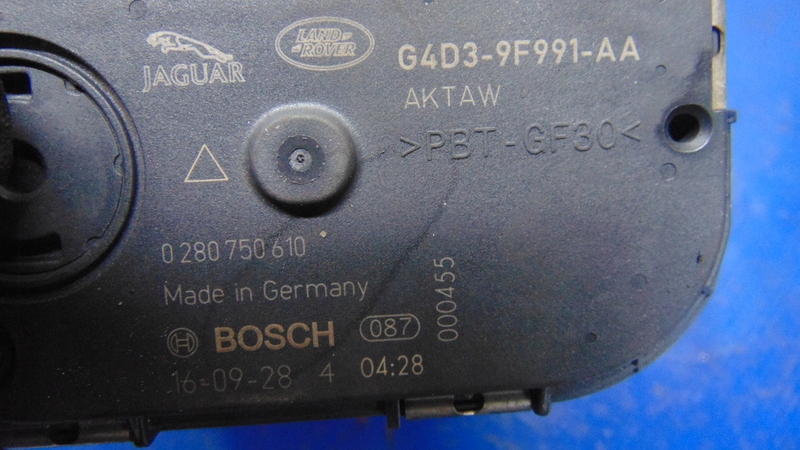 JAGUAR
LAND ROVER
G4D3-9F991-AA
AKTAW
>PBT-GF30<
0 280 750 610
Made in Germany
BOSCH 087
000455
16-09-28 4 04:28